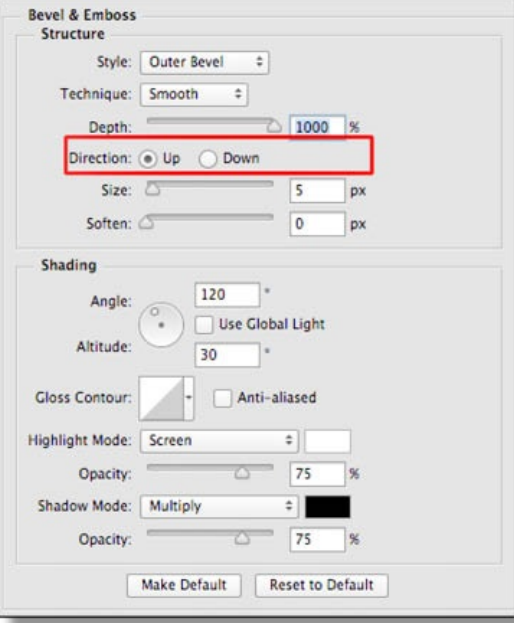 Bevel & Emboss
Structure
Style: Outer Bevel
Technique: Smooth
Depth: 1000 %
Direction: Up Down
Size: 5 px
Soften: 0 px
Shading
Angle: 120 °
Use Global Light
Altitude: 30 °
Gloss Contour: Anti-aliased
Highlight Mode: Screen
Opacity: 75 %
Shadow Mode: Multiply
Opacity: 75 %
Make Default Reset to Default